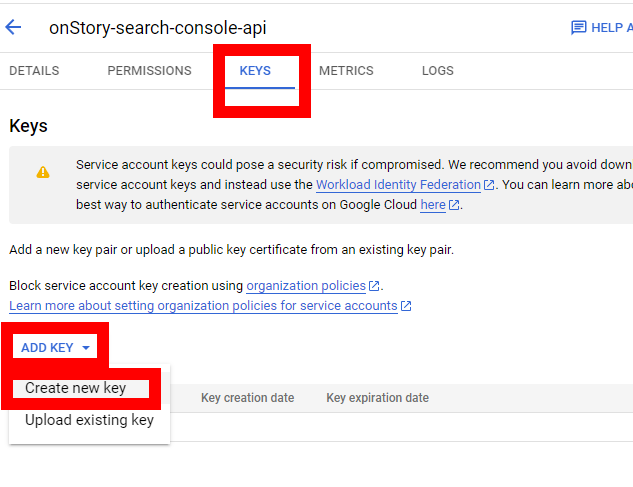 onStory-search-console-api
HELP A
DETAILS PERMISSIONS KEYS METRICS LOGS
Keys
Service account keys could pose a security risk if compromised. We recommend you avoid down
service account keys and instead use the Workload Identity Federation. You can learn more abo
best way to authenticate service accounts on Google Cloud here.
Add a new key pair or upload a public key certificate from an existing key pair.
Block service account key creation using organization policies.
Learn more about setting organization policies for service accounts
ADD KEY
Create new key
Key creation date Key expiration date
Upload existing key